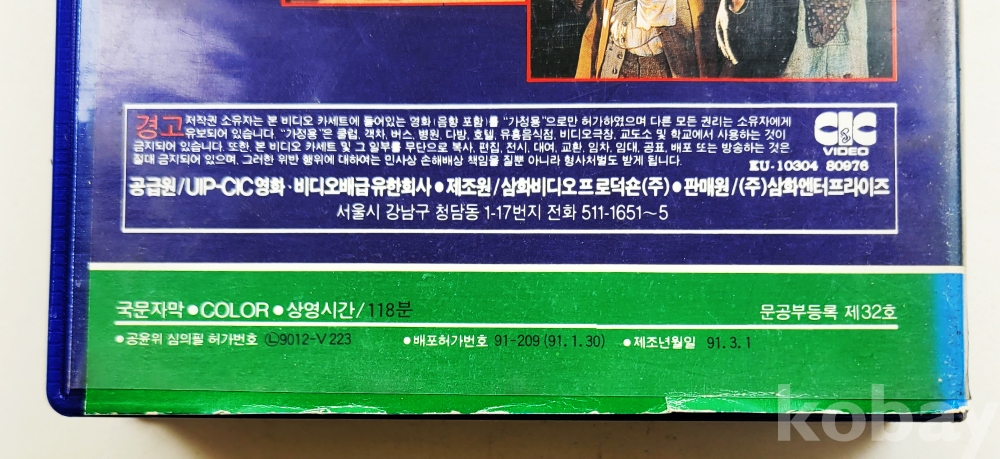 경고 저작권 소유자는 본 비디오 카세트에 들어있는 영화(음향 포함)를 "가정용"으로만 허가하였으며 다른 모든 권리는 소유자에게
유보되어 있습니다. "가정용"은 클럽, 객차, 버스, 병원, 다방, 호텔, 유흥음식점, 비디오극장, 교도소 및 학교에서 사용하는 것이
금지되어 있습니다. 또한, 본 비디오 카세트 및 그 일부를 무단으로 복사, 편집, 전시, 대여, 교환, 임차, 임대, 공표, 배포 또는 방송하는 것은
절대 금지되어 있으며, 그러한 위반 행위에 대하여는 민사상 손해배상 책임을 질뿐 아니라 형사처벌도 받게 됩니다.
CIC
VIDEO
KU-10304 80976
공급원/UIP-CIC영화·비디오배급유한회사 ● 제조원/삼화비디오프로덕숀(주) ● 판매원/(주)삼화엔터프라이즈
서울시 강남구 청담동 1-17번지 전화 511-1651~5
국문자막 ● COLOR ● 상영시간/118분 문공부등록 제32호
● 공윤위 심의필 허가번호 Ⓛ9012-V223 ● 배포허가번호 91-209 (91.1.30) ● 제조년월일 91.3.1
kobay